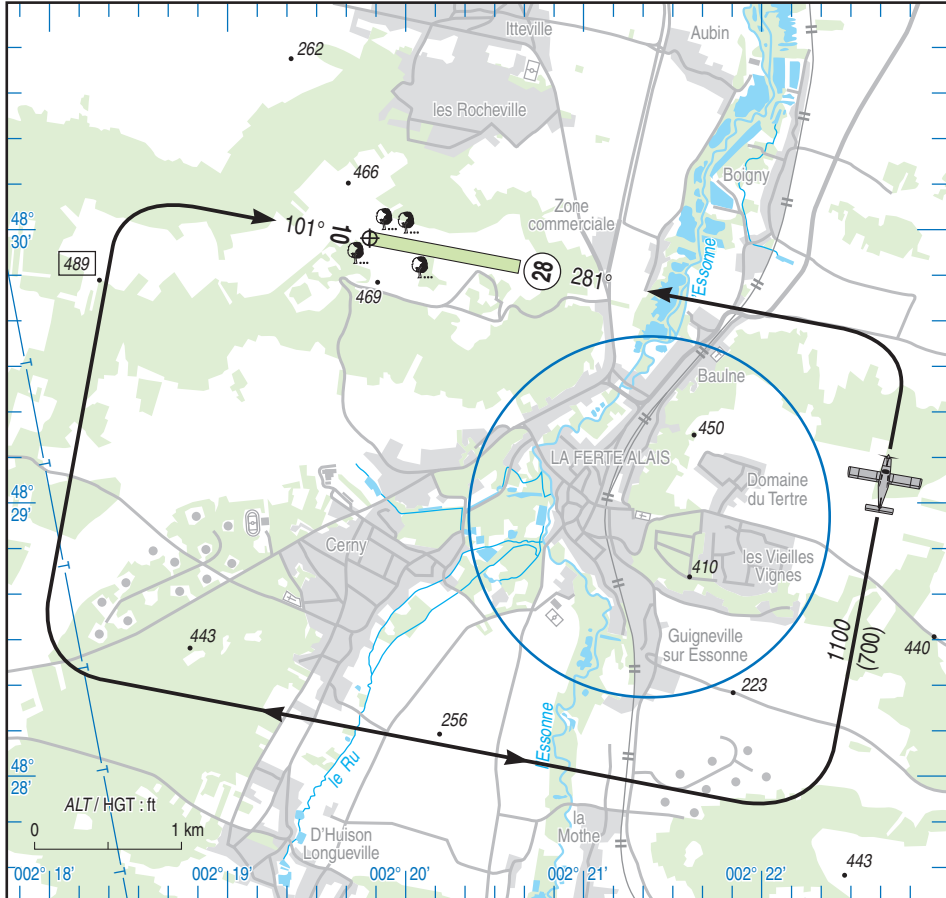 262
Itteville
Aubin
les Rocheville
466
Boigny
48°
30'
101°
10
Zone
commerciale
28
281°
l'Essonne
489
469
Baulne
450
LA FERTE ALAIS
Domaine
du Tertre
48°
29'
Cerny
les Vieilles
Vignes
410
443
Guigneville
sur Essonne
1100
(700)
440
223
256
l'Essonne
le Ru
48°
28'
ALT / HGT : ft
0
1 km
D'Huison
Longueville
la
Mothe
443
002° 18'
002° 19'
002° 20'
002° 21'
002° 22'